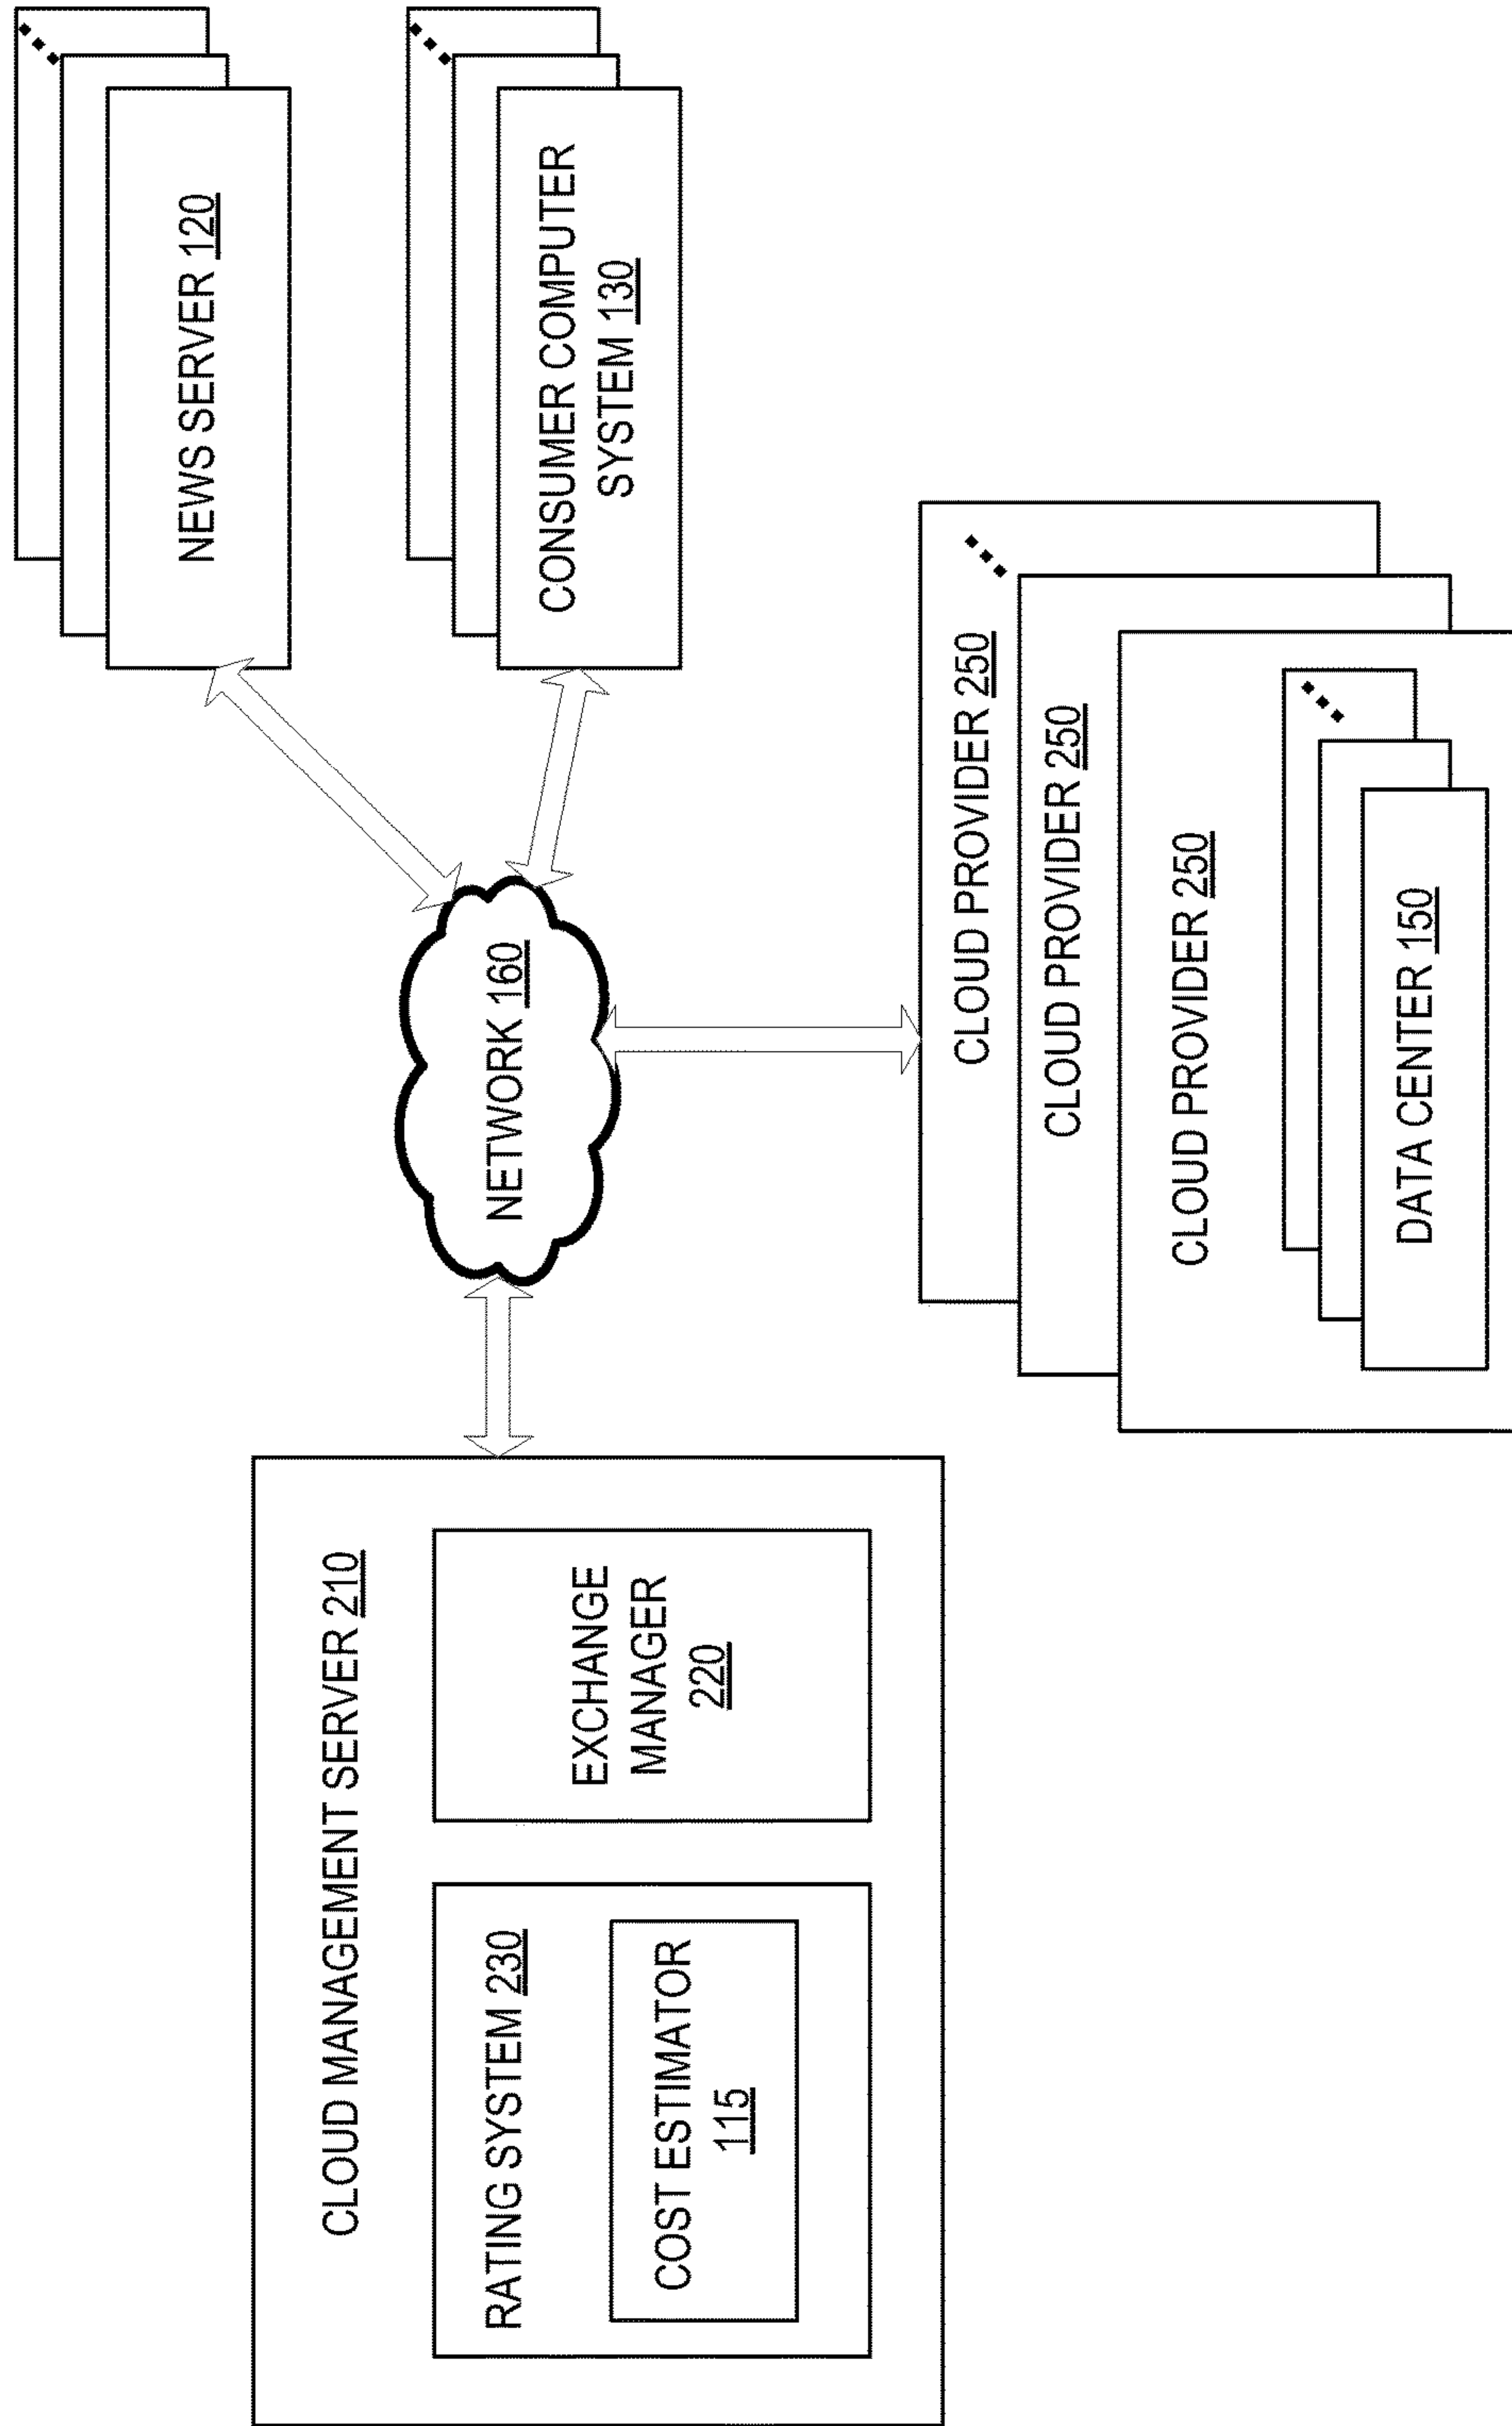 CLOUD MANAGEMENT SERVER 210
RATING SYSTEM 230
COST ESTIMATOR
115
EXCHANGE
MANAGER
220
NETWORK 160
NEWS SERVER 120
CONSUMER COMPUTER
SYSTEM 130
CLOUD PROVIDER 250
CLOUD PROVIDER 250
CLOUD PROVIDER 250
DATA CENTER 150